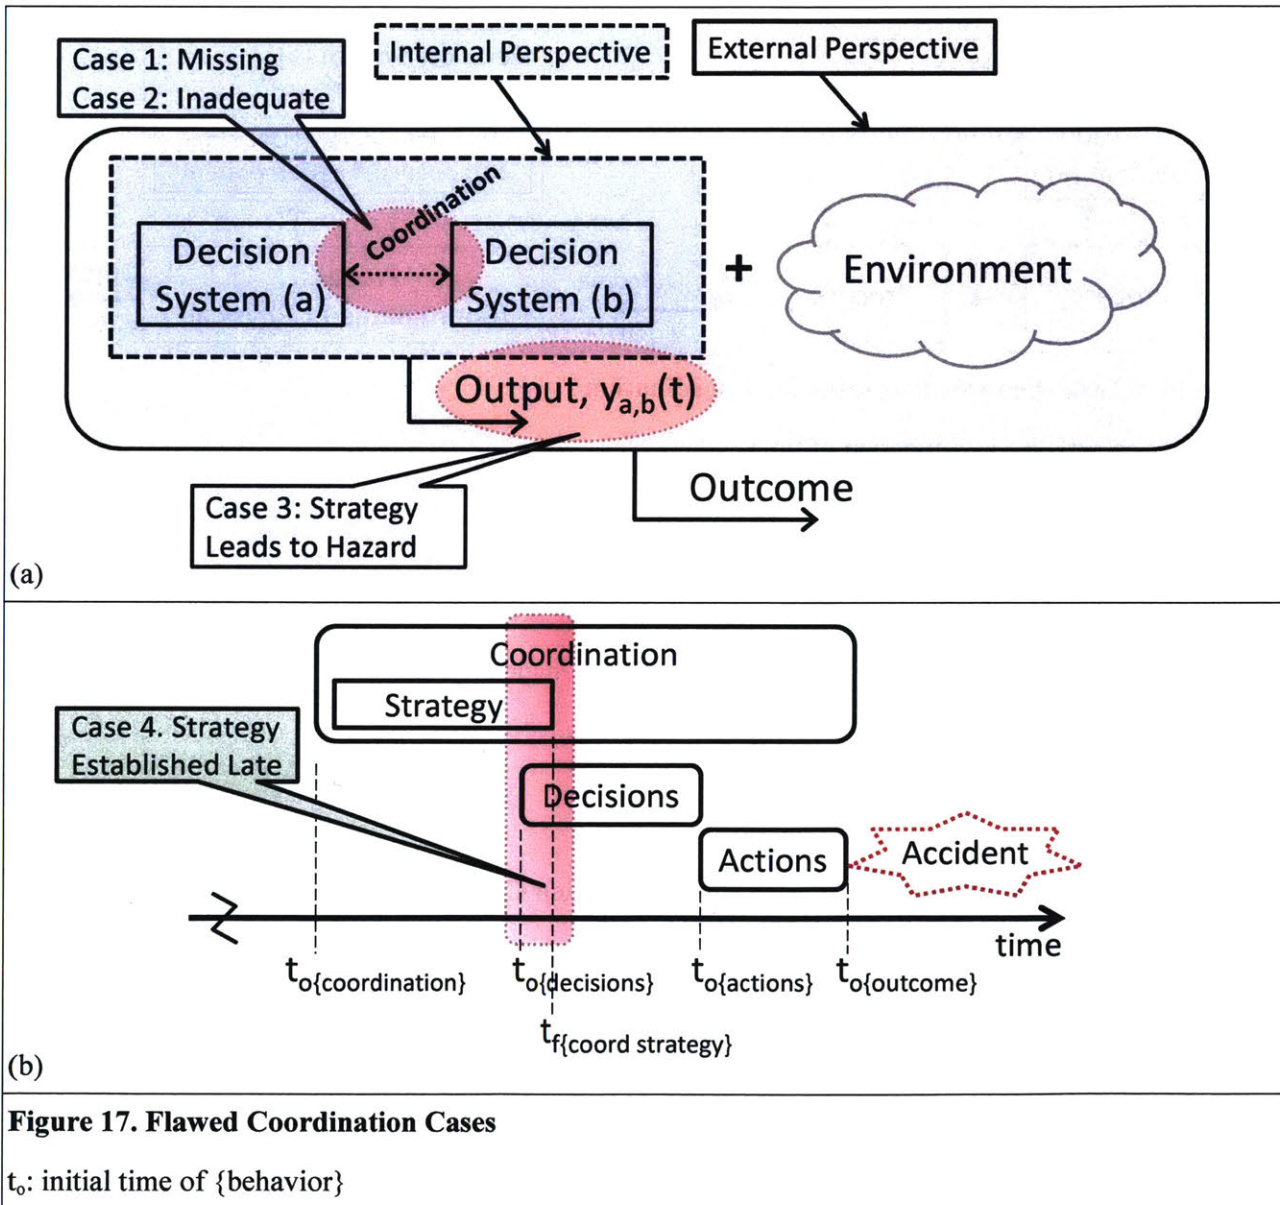 Case 1: Missing
Case 2: Inadequate
Internal Perspective
External Perspective
Coordination
Decision
System (a)
Decision
System (b)
+
Environment
Output, yₐ,b(t)
Outcome
Case 3: Strategy
Leads to Hazard
(a)
Coordination
Strategy
Case 4. Strategy
Established Late
Decisions
Actions
Accident
time
to{coordination}
to{decisions}
to{actions}
to{outcome}
tf{coord strategy}
(b)
Figure 17. Flawed Coordination Cases
to: initial time of {behavior}